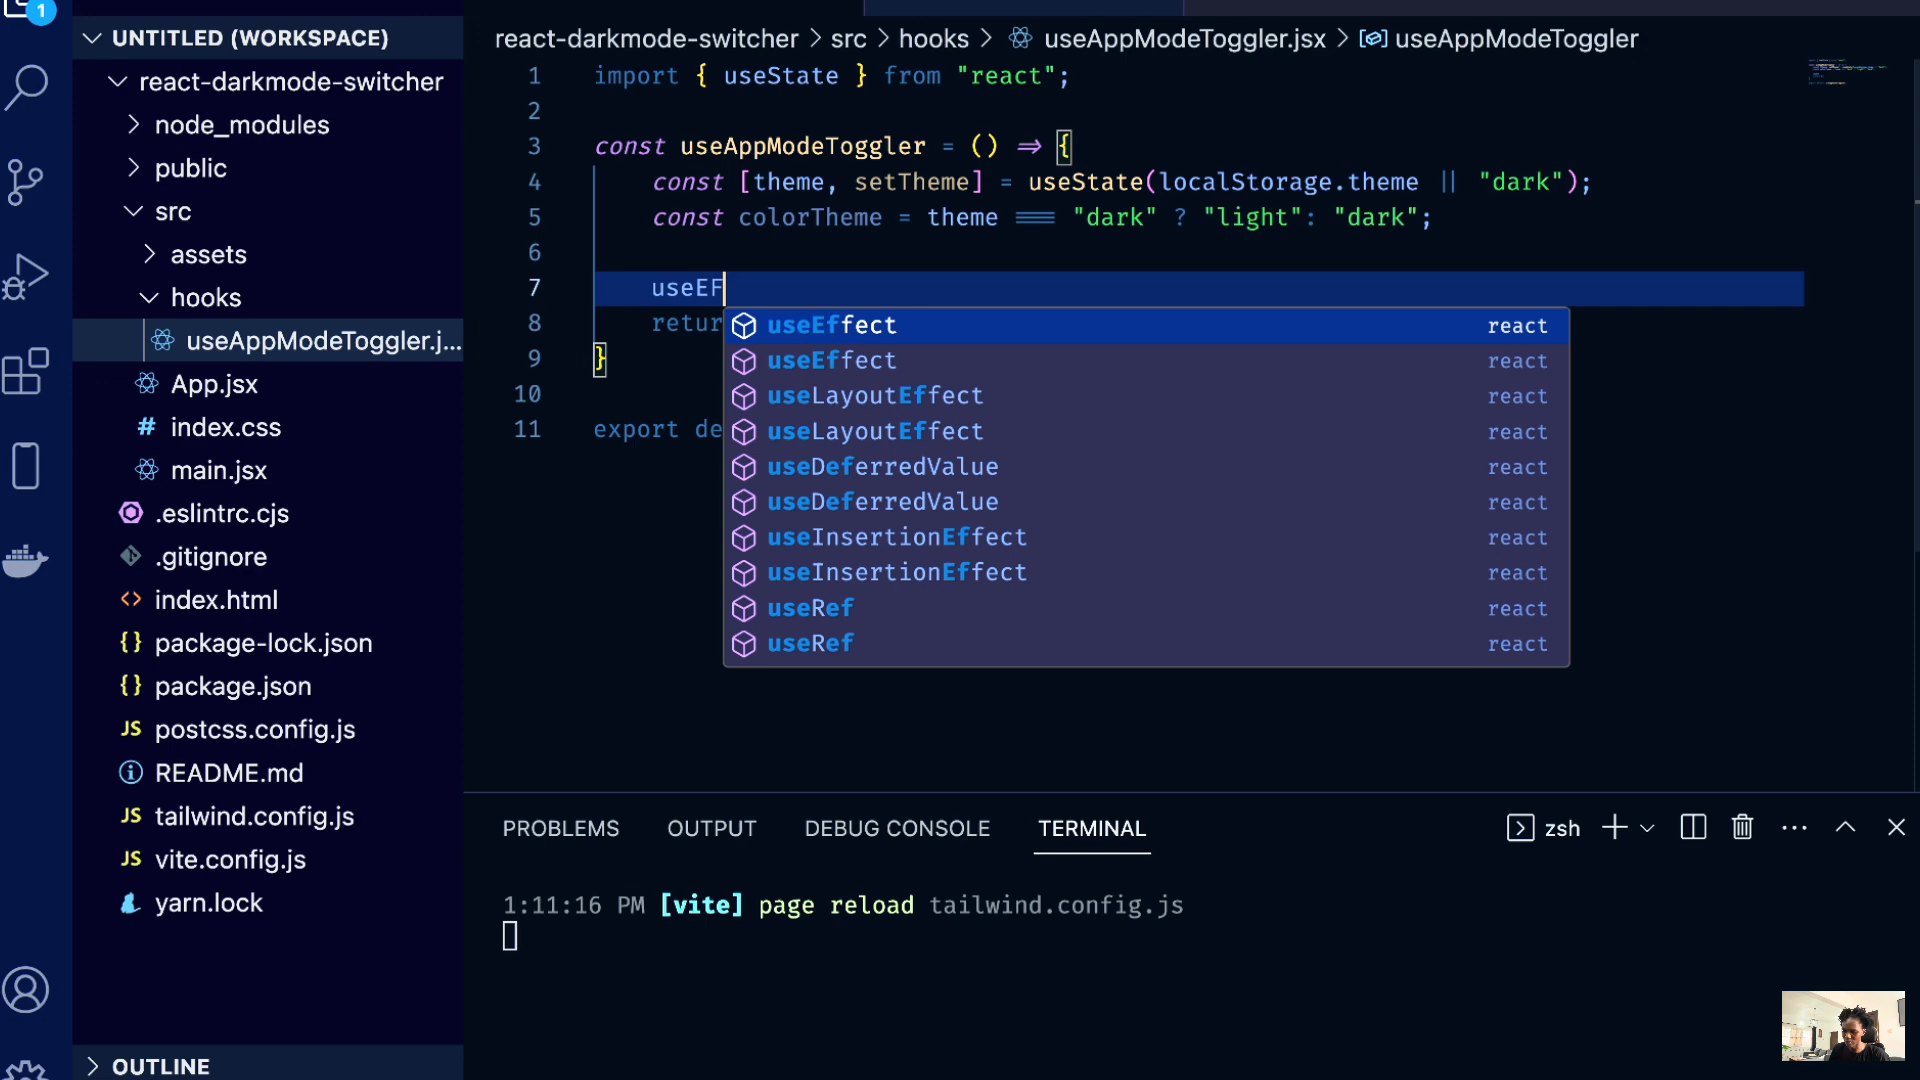 1
UNTITLED (WORKSPACE)
react-darkmode-switcher
node_modules
public
src
assets
hooks
useAppModeToggler.j...
App.jsx
index.css
main.jsx
.eslintrc.cjs
.gitignore
index.html
package-lock.json
package.json
postcss.config.js
README.md
tailwind.config.js
vite.config.js
yarn.lock
OUTLINE
react-darkmode-switcher > src > hooks > useAppModeToggler.jsx > useAppModeToggler
1 import { useState } from "react";
2
3 const useAppModeToggler = () => {
4 const [theme, setTheme] = useState(localStorage.theme || "dark");
5 const colorTheme = theme === "dark" ? "light": "dark";
6
7 useEF
8 retur
9 }
10
11 export de
useEffect react
useEffect react
useLayoutEffect react
useLayoutEffect react
useDeferredValue react
useDeferredValue react
useInsertionEffect react
useInsertionEffect react
useRef react
useRef react
PROBLEMS OUTPUT DEBUG CONSOLE TERMINAL zsh
1:11:16 PM [vite] page reload tailwind.config.js